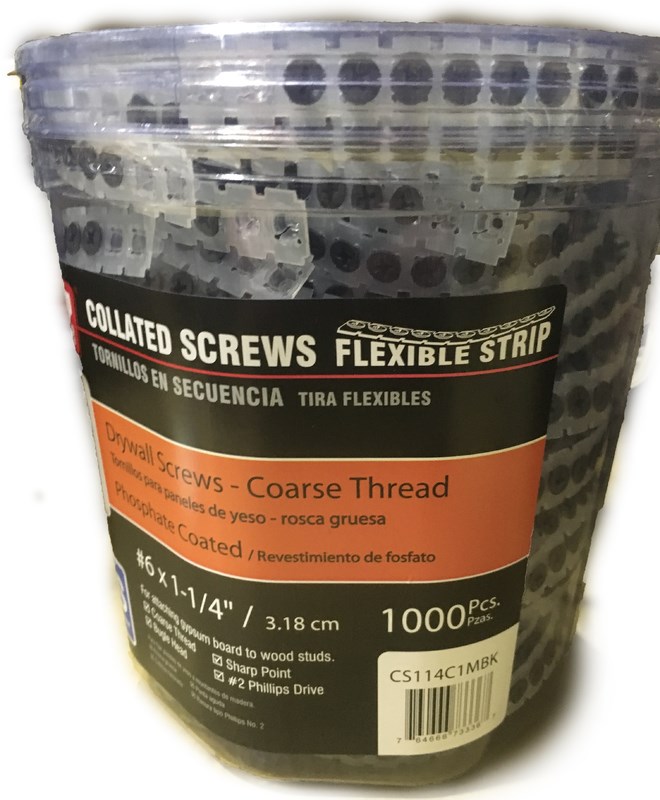 COLLATED SCREWS FLEXIBLE STRIP
TORNILLOS EN SECUENCIA TIRA FLEXIBLES
Drywall Screws - Coarse Thread
Tornillos para paneles de yeso - rosca gruesa
Phosphate Coated / Revestimiento de fosfato
#6 x 1-1/4" / 3.18 cm
1000 Pcs.
Pzas.
For attaching gypsum board to wood studs.
Coarse Thread
Bugle Head
Sharp Point
#2 Phillips Drive
CS114C1MBK